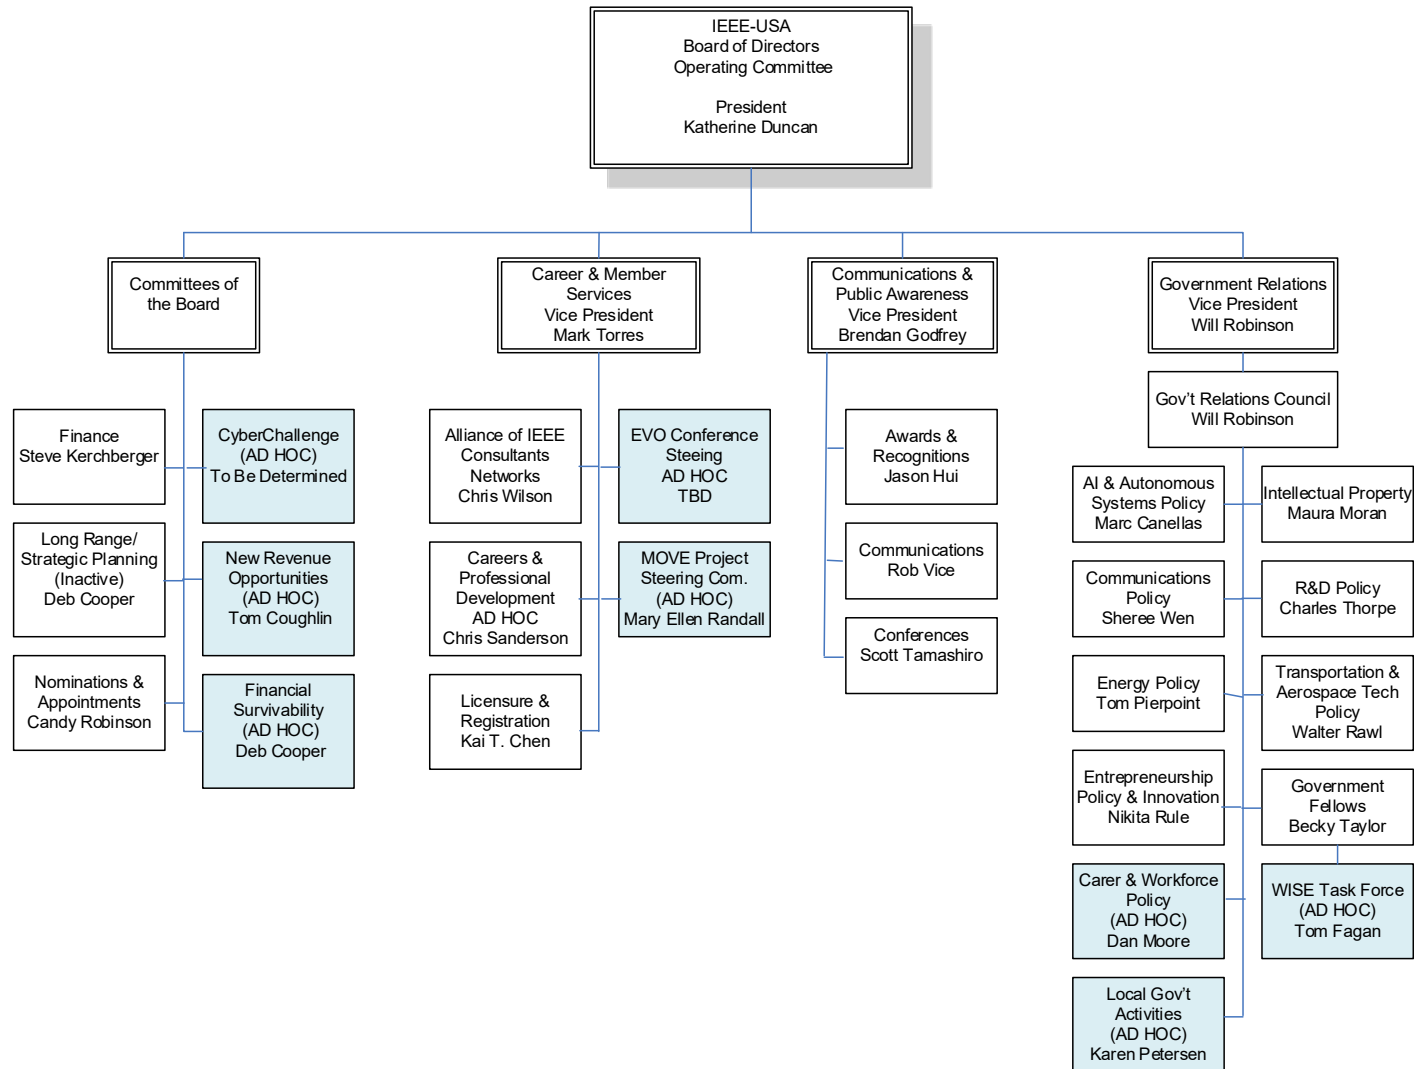 IEEE-USA
Board of Directors
Operating Committee
President
Katherine Duncan
Committees of
the Board
Career & Member
Services
Vice President
Mark Torres
Communications &
Public Awareness
Vice President
Brendan Godfrey
Government Relations
Vice President
Will Robinson
Gov't Relations Council
Will Robinson
Finance
Steve Kerchberger
CyberChallenge
(AD HOC)
To Be Determined
Long Range/
Strategic Planning
(Inactive)
Deb Cooper
New Revenue
Opportunities
(AD HOC)
Tom Coughlin
Nominations &
Appointments
Candy Robinson
Financial
Survivability
(AD HOC)
Deb Cooper
Alliance of IEEE
Consultants
Networks
Chris Wilson
EVO Conference
Steeing
AD HOC
TBD
Careers &
Professional
Development
AD HOC
Chris Sanderson
MOVE Project
Steering Com.
(AD HOC)
Mary Ellen Randall
Licensure &
Registration
Kai T. Chen
Awards &
Recognitions
Jason Hui
Communications
Rob Vice
Conferences
Scott Tamashiro
AI & Autonomous
Systems Policy
Marc Canellas
Intellectual Property
Maura Moran
Communications
Policy
Sheree Wen
R&D Policy
Charles Thorpe
Energy Policy
Tom Pierpoint
Transportation &
Aerospace Tech
Policy
Walter Rawl
Entrepreneurship
Policy & Innovation
Nikita Rule
Government
Fellows
Becky Taylor
Carer & Workforce
Policy
(AD HOC)
Dan Moore
WISE Task Force
(AD HOC)
Tom Fagan
Local Gov't
Activities
(AD HOC)
Karen Petersen